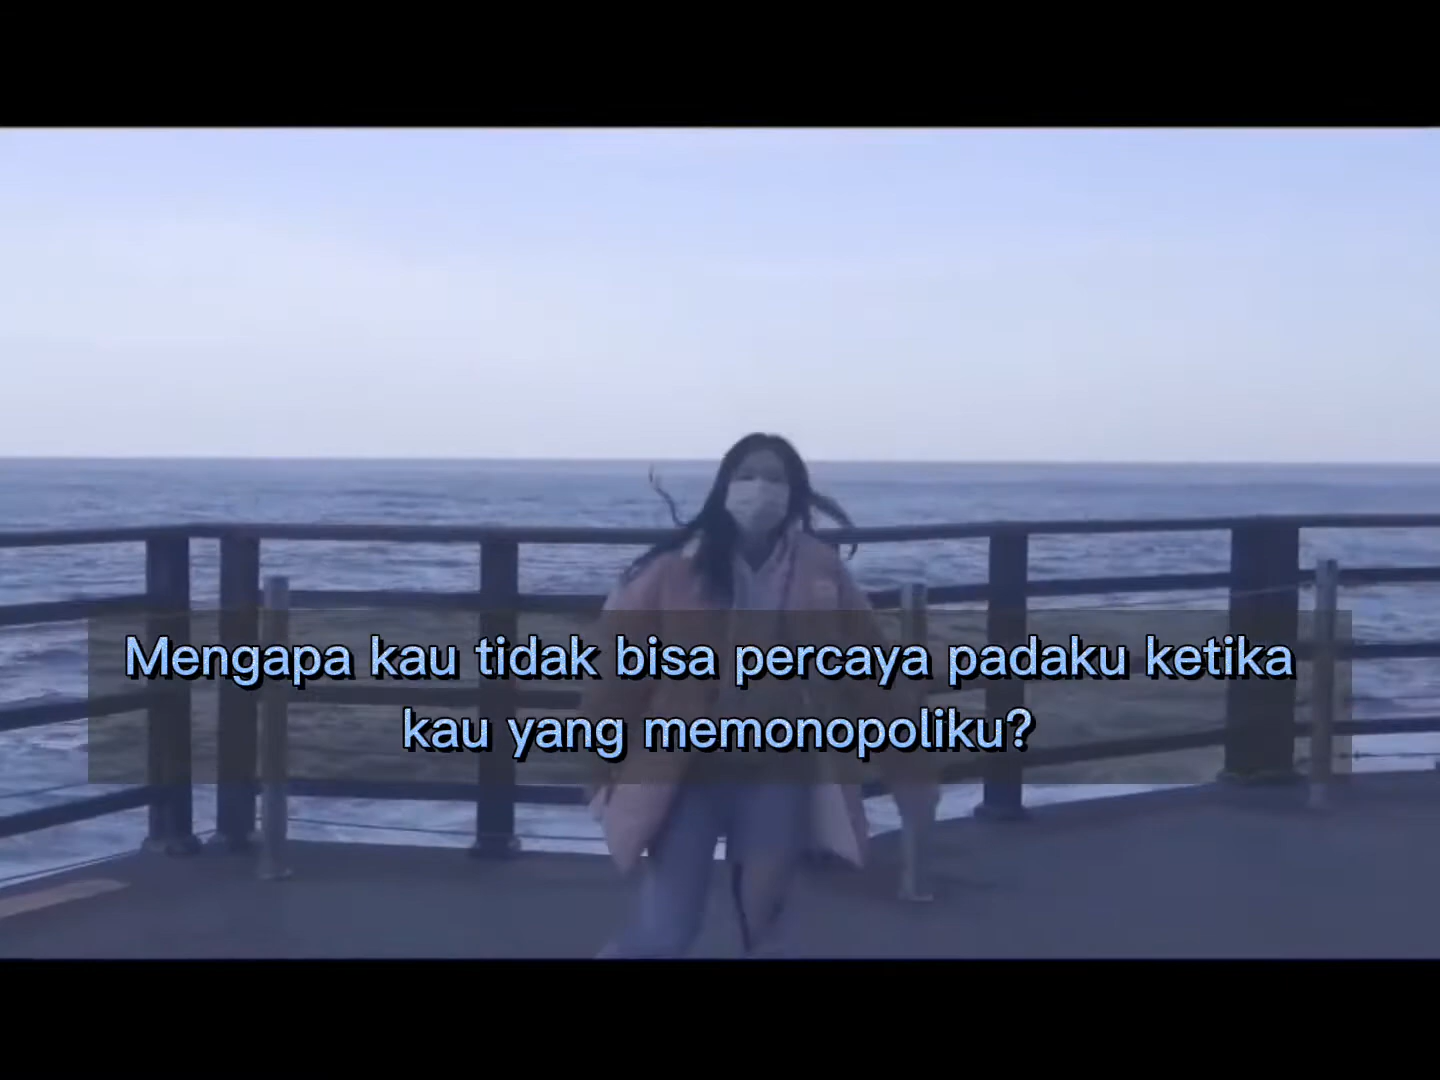 Mengapa kau tidak bisa percaya padaku ketika
kau yang memonopoliku?